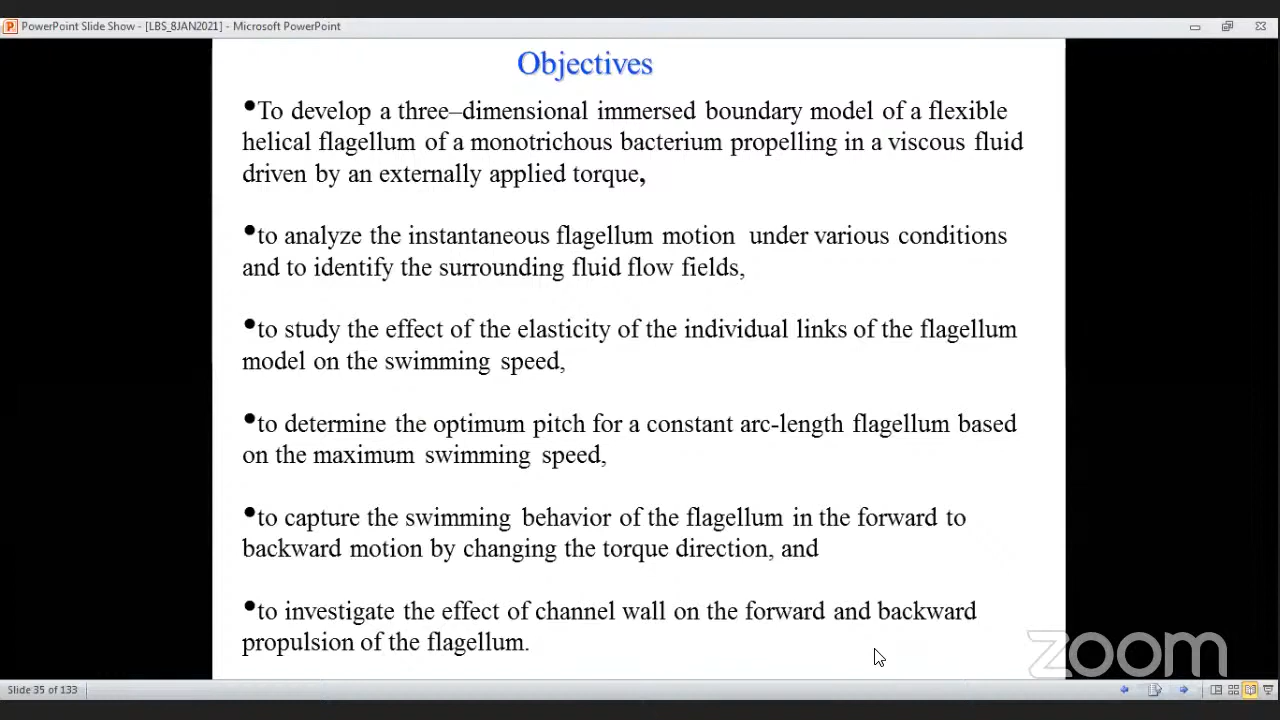 PowerPoint Slide Show - [LBS_8JAN2021] - Microsoft PowerPoint
Objectives
•To develop a three–dimensional immersed boundary model of a flexible
helical flagellum of a monotrichous bacterium propelling in a viscous fluid
driven by an externally applied torque,
•to analyze the instantaneous flagellum motion under various conditions
and to identify the surrounding fluid flow fields,
•to study the effect of the elasticity of the individual links of the flagellum
model on the swimming speed,
•to determine the optimum pitch for a constant arc-length flagellum based
on the maximum swimming speed,
•to capture the swimming behavior of the flagellum in the forward to
backward motion by changing the torque direction, and
•to investigate the effect of channel wall on the forward and backward
propulsion of the flagellum.
zoom
Slide 35 of 133